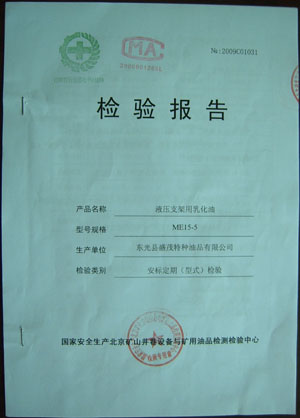 MA
№:2009C01031
检验报告
产品名称 液压支架用乳化油
型号规格 ME15-5
生产单位 东光县盛茂特种油品有限公司
检验类别 安标定期（型式）检验
国家安全生产北京矿山井巷设备与矿用油品检测检验中心